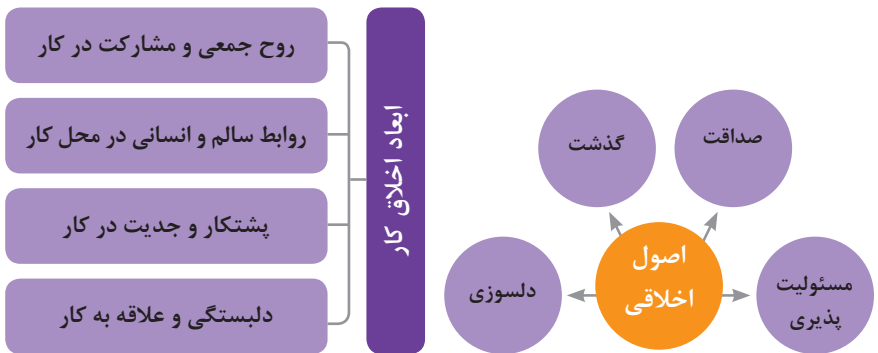 صداقت
گذشت
اصول
اخلاقی
مسئولیت
پذیری
دلسوزی
ابعاد اخلاق کار
روح جمعی و مشارکت در کار
روابط سالم و انسانی در محل کار
پشتکار و جدیت در کار
دلبستگی و علاقه به کار